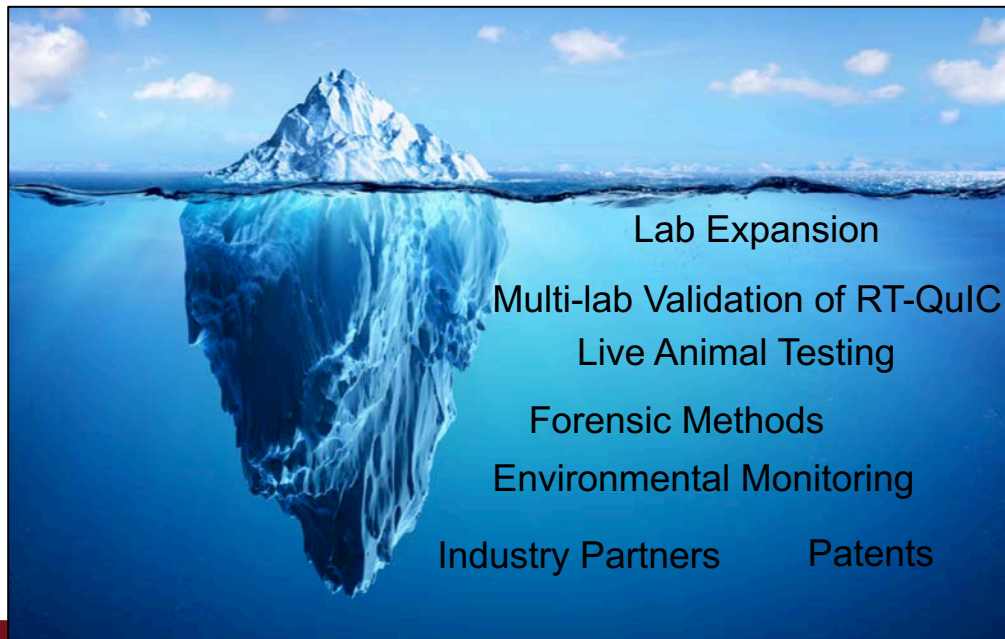 Lab Expansion
Multi-lab Validation of RT-QuIC
Live Animal Testing
Forensic Methods
Environmental Monitoring
Industry Partners
Patents